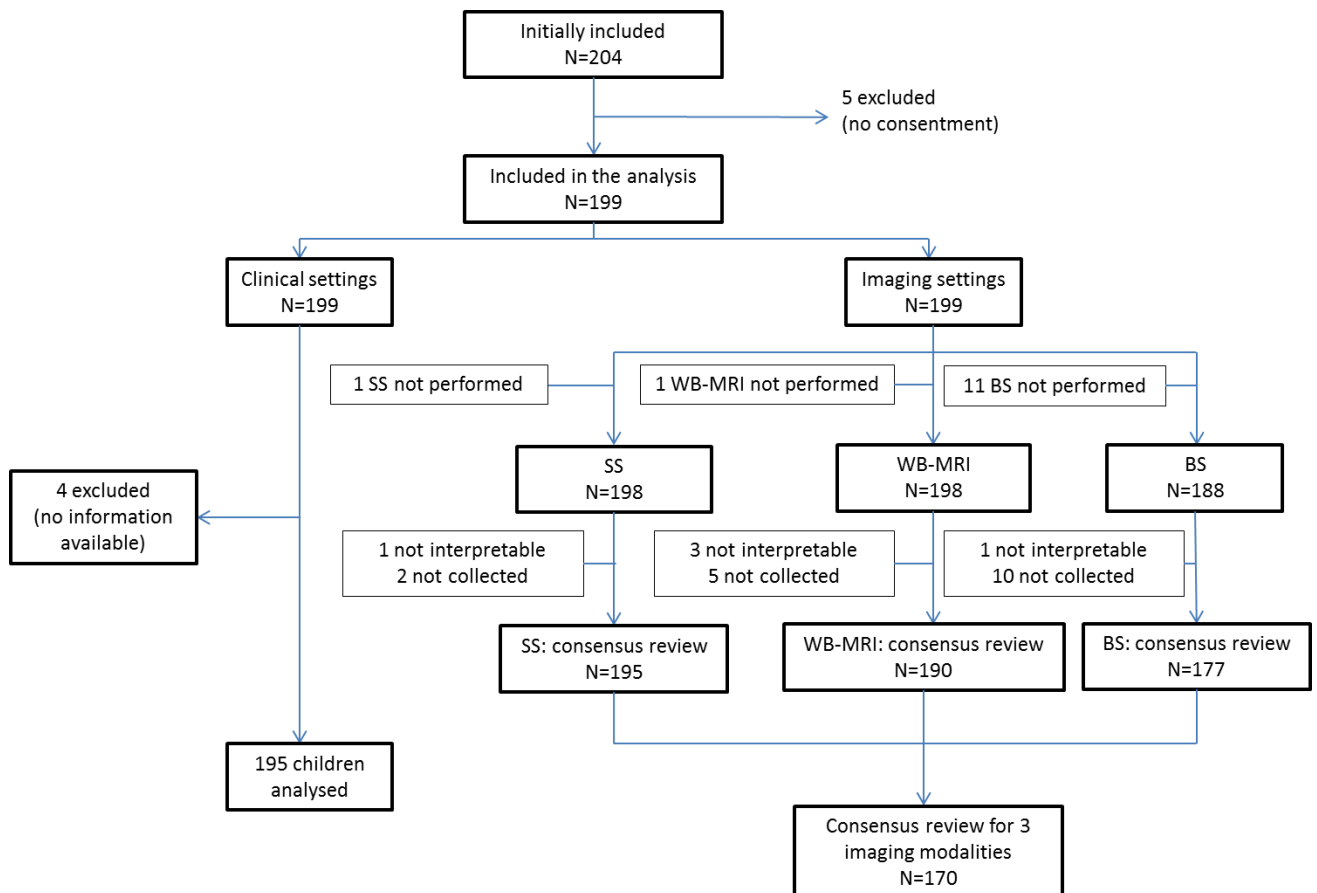 Initially included
N=204
5 excluded
(no consentment)
Included in the analysis
N=199
Clinical settings
N=199
Imaging settings
N=199
1 SS not performed
1 WB-MRI not performed
11 BS not performed
SS
N=198
WB-MRI
N=198
BS
N=188
4 excluded
(no information
available)
1 not interpretable
2 not collected
3 not interpretable
5 not collected
1 not interpretable
10 not collected
SS: consensus review
N=195
WB-MRI: consensus review
N=190
BS: consensus review
N=177
195 children
analysed
Consensus review for 3
imaging modalities
N=170